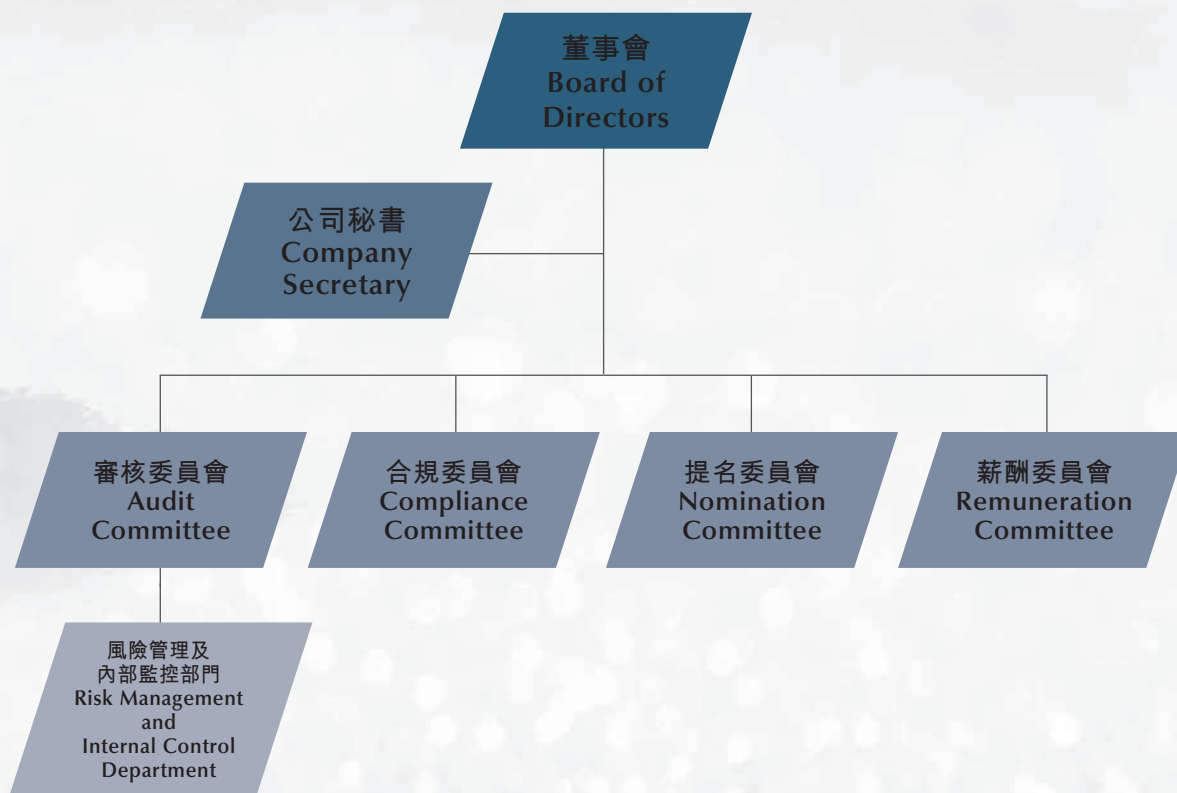 董事會
Board of
Directors
公司秘書
Company
Secretary
審核委員會
Audit
Committee
合規委員會
Compliance
Committee
提名委員會
Nomination
Committee
薪酬委員會
Remuneration
Committee
風險管理及
內部監控部門
Risk Management
and
Internal Control
Department